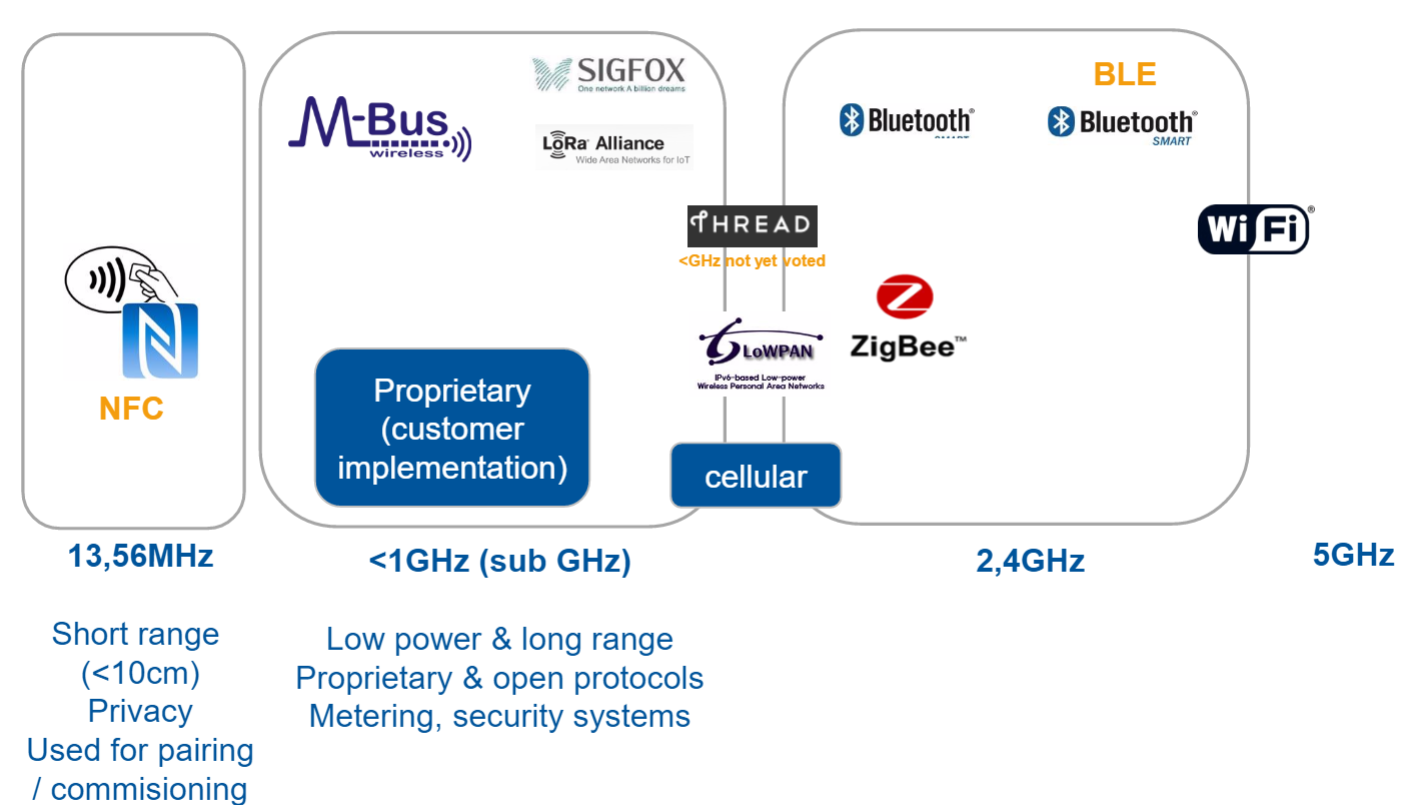 SIGFOX
One network A billion dreams
M-Bus
wireless
LoRa Alliance
Wide Area Networks for IoT
Bluetooth®
BLE
Bluetooth®
SMART
THREAD
<GHz not yet voted
WiFi®
ZigBee™
6LoWPAN
IPv6-based Low-power
Wireless Personal Area Networks
N
NFC
Proprietary
(customer
implementation)
cellular
13,56MHz
<1GHz (sub GHz)
2,4GHz
5GHz
Short range
(<10cm)
Privacy
Used for pairing
/ commisioning
Low power & long range
Proprietary & open protocols
Metering, security systems